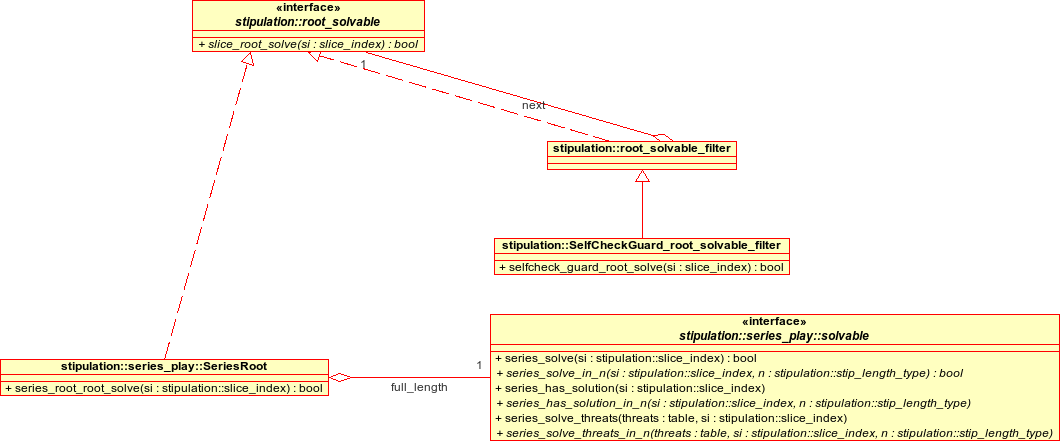 «interface»
stipulation::root_solvable
+ slice_root_solve(si : slice_index) : bool
1
next
stipulation::root_solvable_filter
stipulation::SelfCheckGuard_root_solvable_filter
+ selfcheck_guard_root_solve(si : slice_index) : bool
«interface»
stipulation::series_play::solvable
+ series_solve(si : stipulation::slice_index) : bool
+ series_solve_in_n(si : stipulation::slice_index, n : stipulation::stip_length_type) : bool
+ series_has_solution(si : stipulation::slice_index)
+ series_has_solution_in_n(si : stipulation::slice_index, n : stipulation::stip_length_type)
+ series_solve_threats(threats : table, si : stipulation::slice_index)
+ series_solve_threats_in_n(threats : table, si : stipulation::slice_index, n : stipulation::stip_length_type)
stipulation::series_play::SeriesRoot
+ series_root_root_solve(si : stipulation::slice_index) : bool
1
full_length